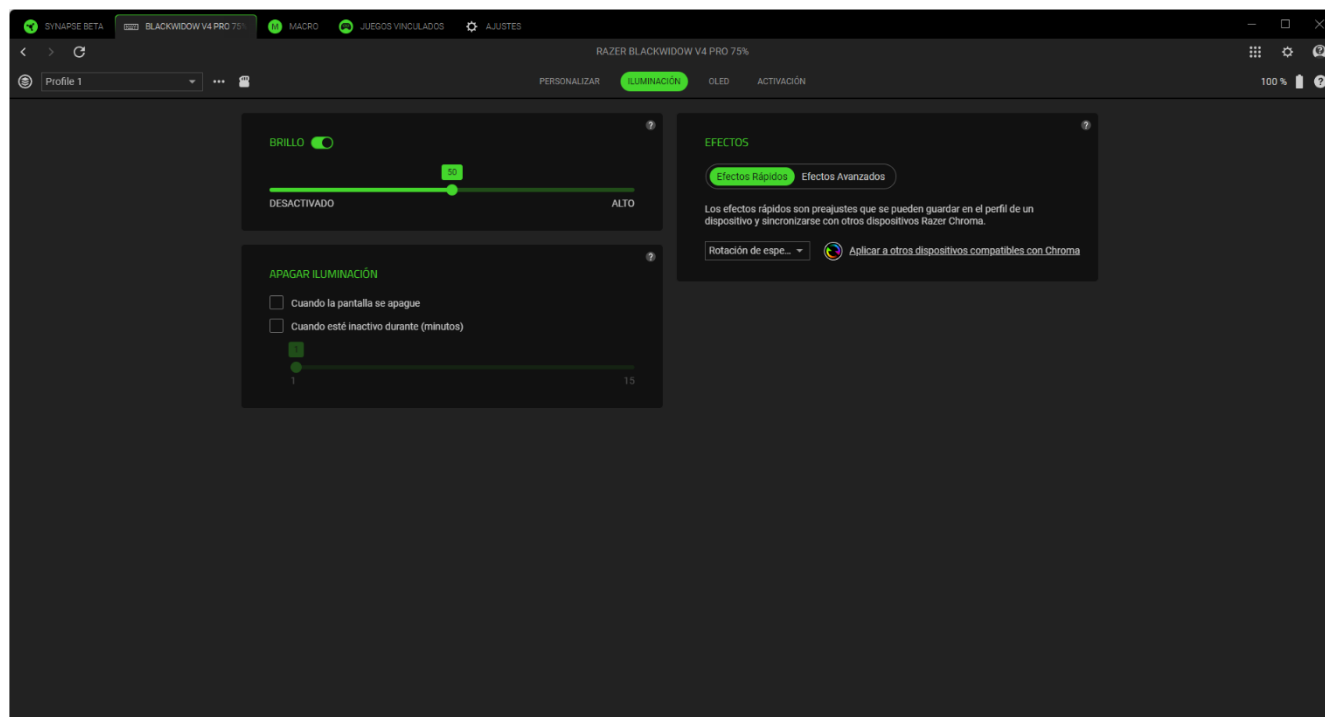 SYNAPSE BETA
BLACKWIDOW V4 PRO 75%
MACRO
JUEGOS VINCULADOS
AJUSTES
RAZER BLACKWIDOW V4 PRO 75%
Profile 1
PERSONALIZAR
ILUMINACIÓN
OLED
ACTIVACIÓN
100 %
BRILLO
50
DESACTIVADO
ALTO
APAGAR ILUMINACIÓN
Cuando la pantalla se apague
Cuando esté inactivo durante (minutos)
1
1
15
EFECTOS
Efectos Rápidos
Efectos Avanzados
Los efectos rápidos son preajustes que se pueden guardar en el perfil de un
dispositivo y sincronizarse con otros dispositivos Razer Chroma.
Rotación de espe...
Aplicar a otros dispositivos compatibles con Chroma